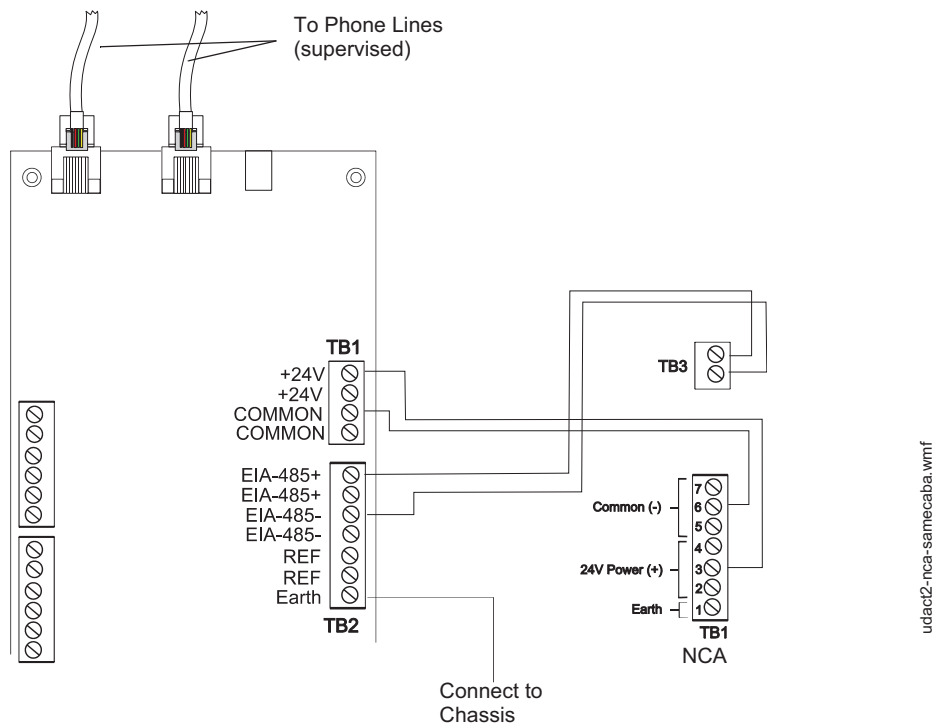 To Phone Lines
(supervised)
TB1
+24V
+24V
COMMON
COMMON
EIA-485+
EIA-485+
EIA-485-
EIA-485-
REF
REF
Earth
TB2
Connect to
Chassis
TB3
Common (-)
24V Power (+)
Earth
7
6
5
4
3
2
1
TB1
NCA
udact2-nca-samecaba.wmf